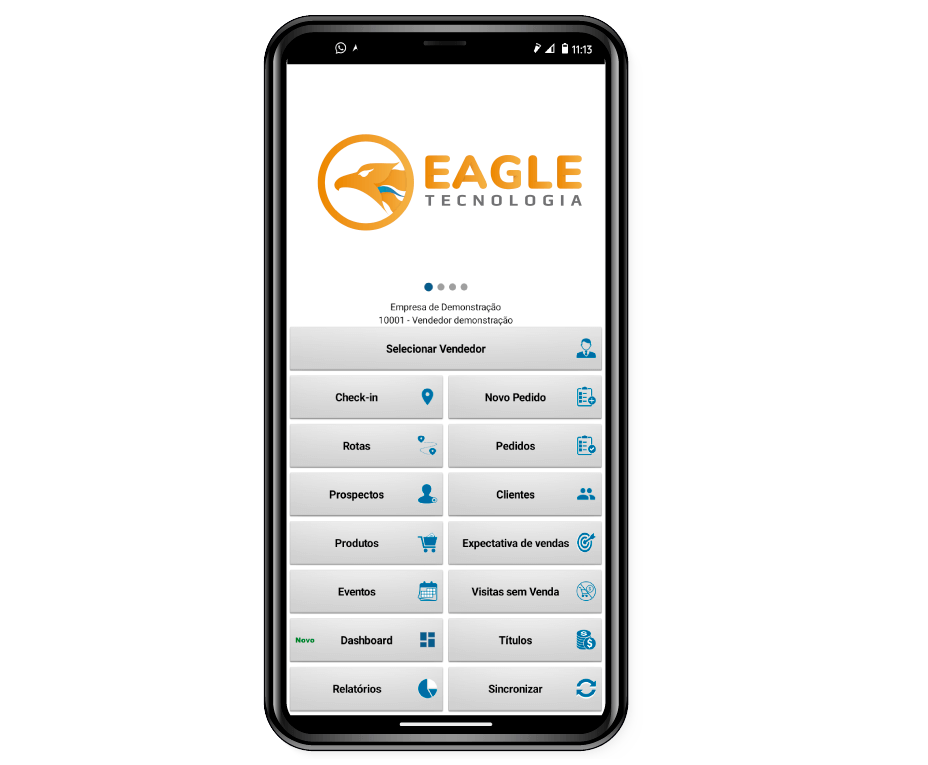 11:13
EAGLE
TECNOLOGIA
Empresa de Demonstração
10001 - Vendedor demonstração
Selecionar Vendedor
Check-in
Novo Pedido
Rotas
Pedidos
Prospectos
Clientes
Produtos
Expectativa de vendas
Eventos
Visitas sem Venda
Novo Dashboard
Títulos
Relatórios
Sincronizar